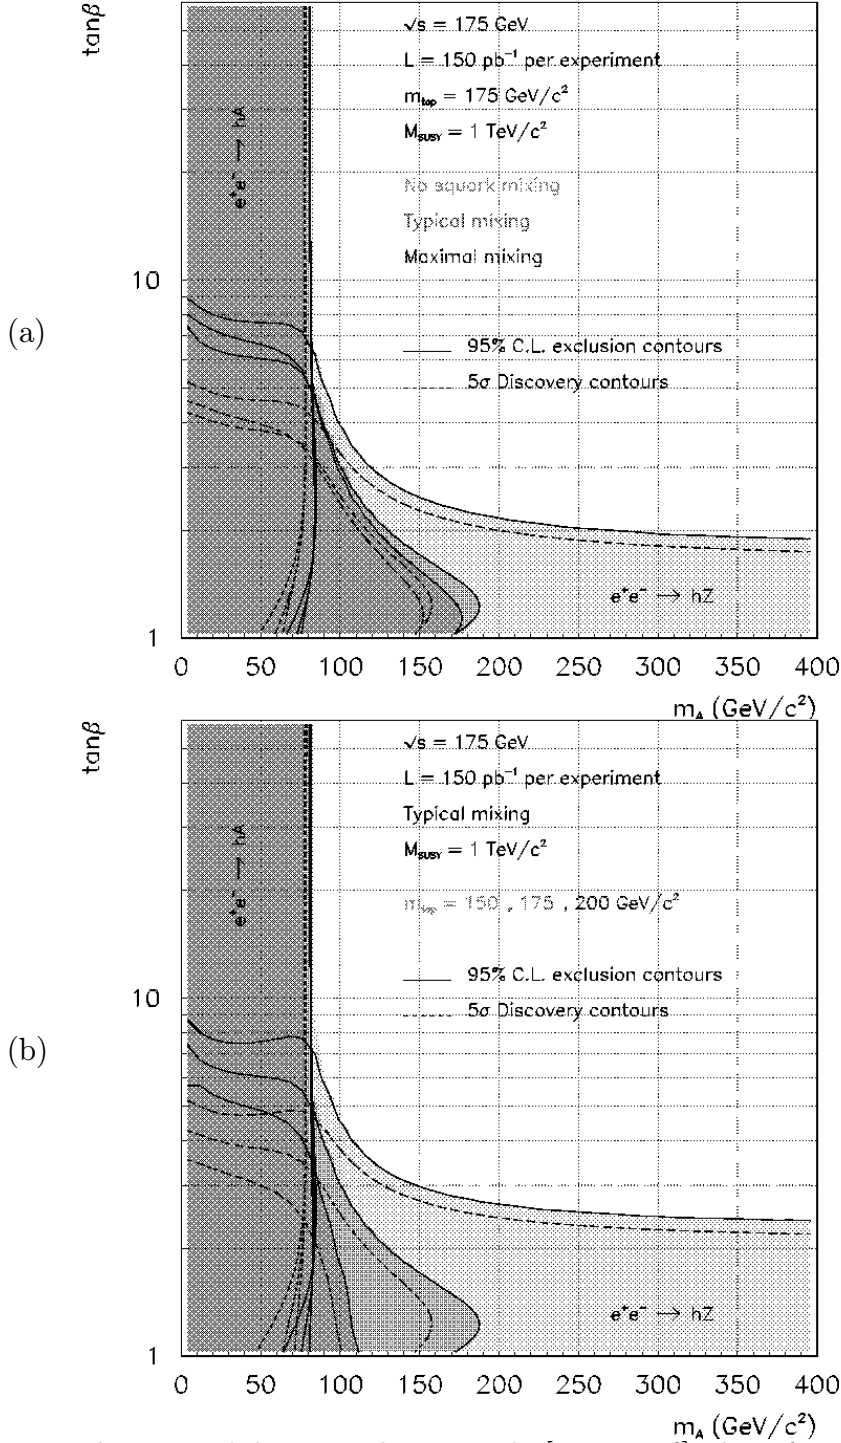 tanβ
√s = 175 GeV
L = 150 pb⁻¹ per experiment
m_top = 175 GeV/c²
M_SUSY = 1 TeV/c²
e⁺e⁻ → hA
No squark mixing
Typical mixing
Maximal mixing
10
(a)
95% C.L. exclusion contours
5σ Discovery contours
e⁺e⁻ → hZ
1
0 50 100 150 200 250 300 350 400
m_A (GeV/c²)
tanβ
√s = 175 GeV
L = 150 pb⁻¹ per experiment
Typical mixing
M_SUSY = 1 TeV/c²
e⁺e⁻ → hA
m_top = 150 , 175 , 200 GeV/c²
95% C.L. exclusion contours
10
5σ Discovery contours
(b)
e⁺e⁻ → hZ
1
0 50 100 150 200 250 300 350 400
m_A (GeV/c²)